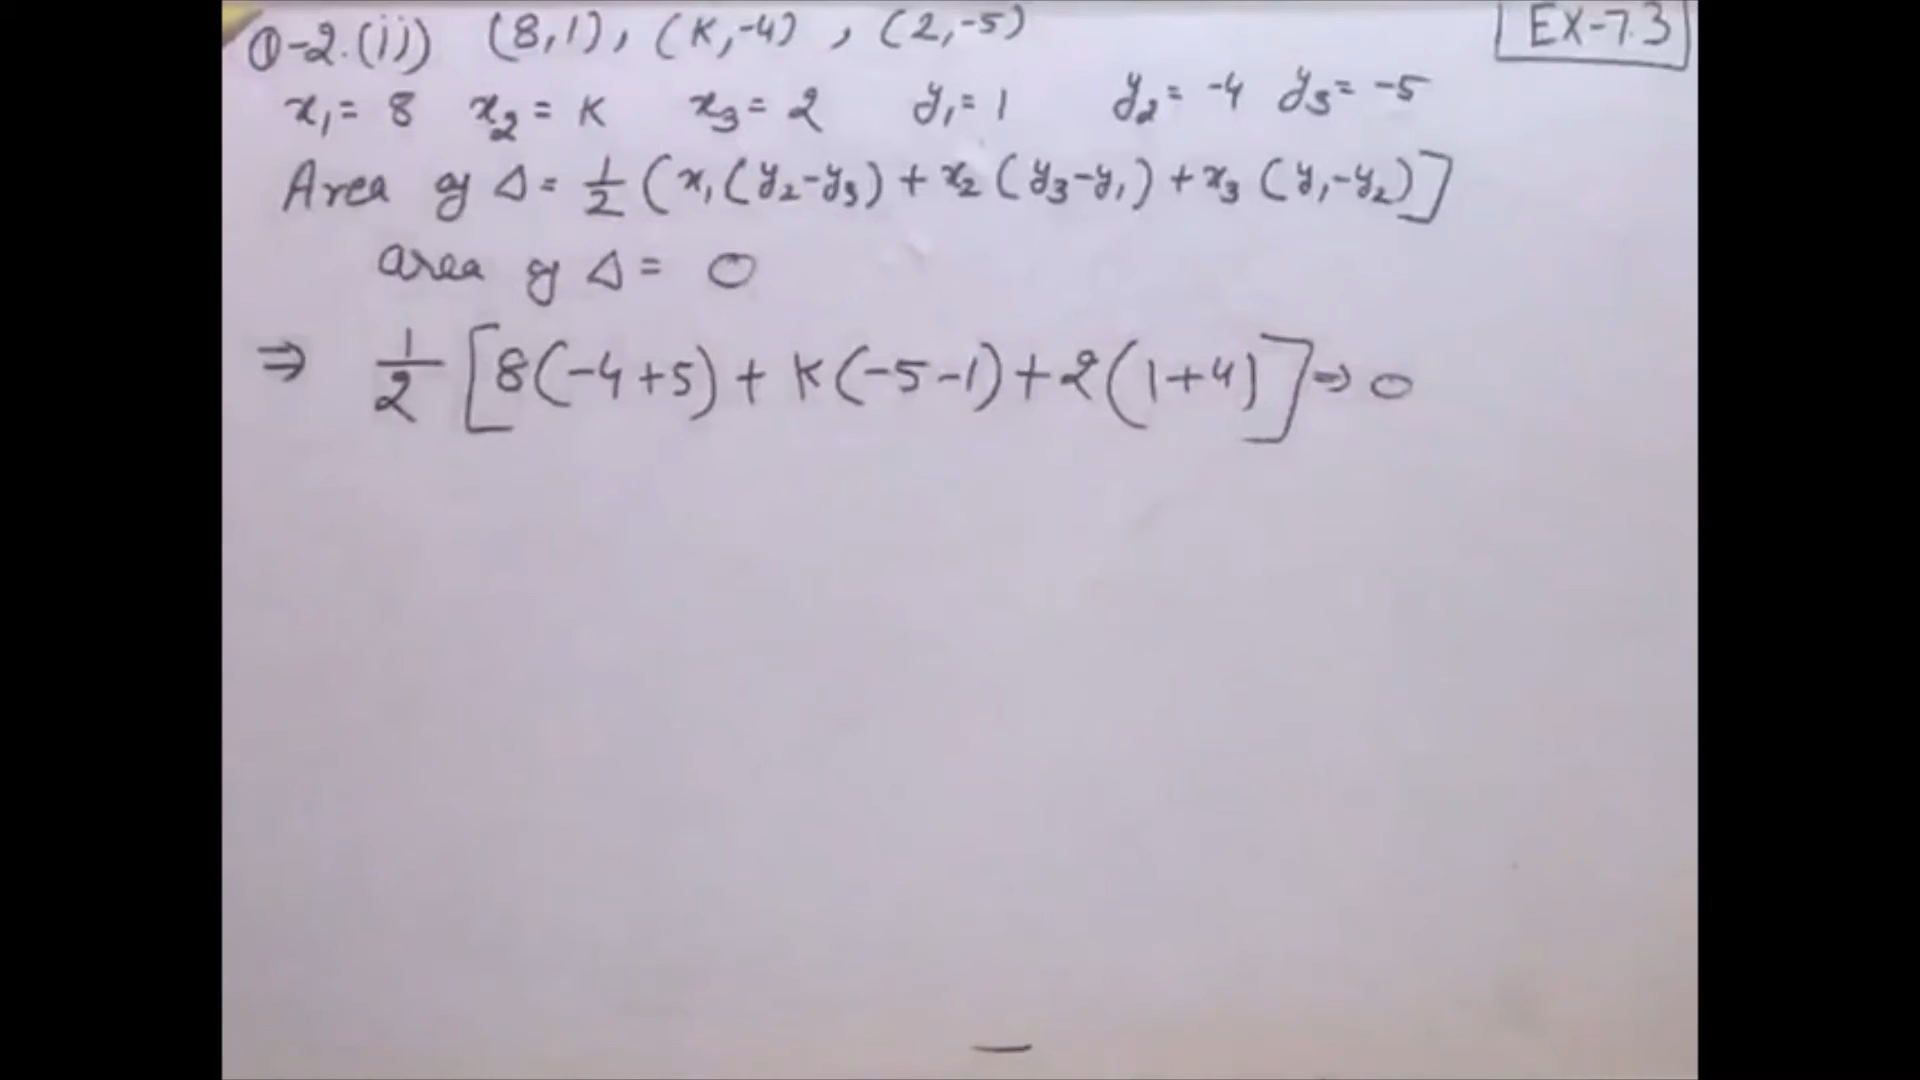 Q-2.(ii) (8,1), (K,-4), (2,-5) EX-7.3
x₁= 8 x₂= K x₃= 2 y₁= 1 y₂= -4 y₃= -5
Area of Δ= 1/2 (x₁(y₂-y₃)+x₂(y₃-y₁)+x₃(y₁-y₂)]
area of Δ= 0
⇒ 1/2 [8(-4+5)+K(-5-1)+2(1+4)]⇒0